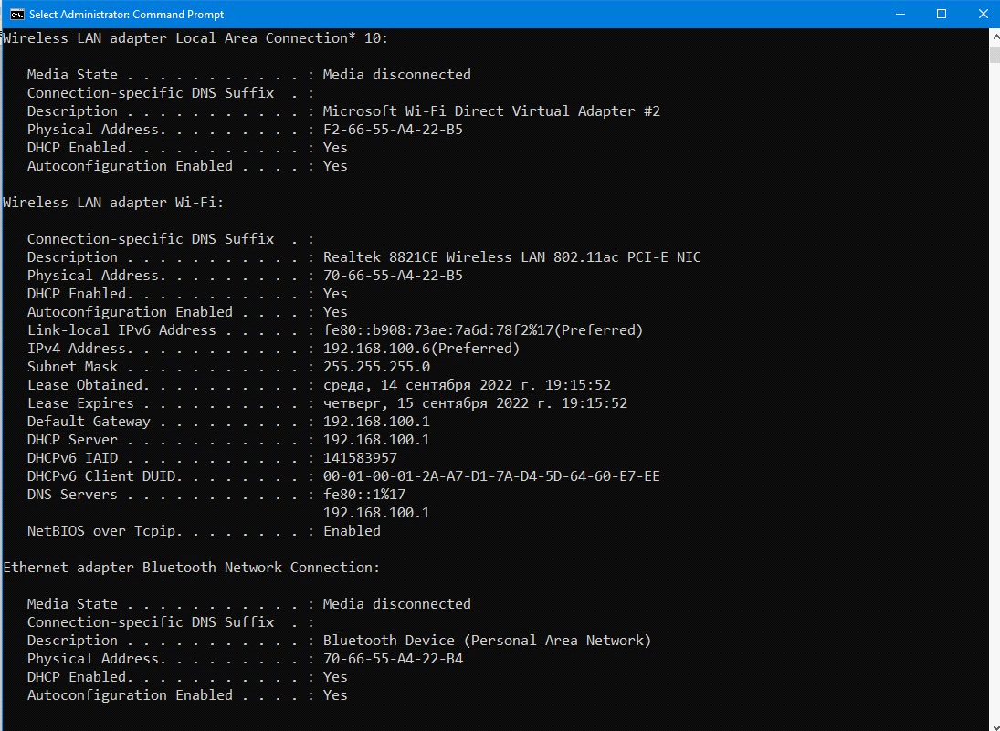 Select Administrator: Command Prompt
Wireless LAN adapter Local Area Connection* 10:
Media State . . . . . . . . . . . : Media disconnected
Connection-specific DNS Suffix  . :
Description . . . . . . . . . . . : Microsoft Wi-Fi Direct Virtual Adapter #2
Physical Address. . . . . . . . . : F2-66-55-A4-22-B5
DHCP Enabled. . . . . . . . . . . : Yes
Autoconfiguration Enabled . . . . : Yes
Wireless LAN adapter Wi-Fi:
Connection-specific DNS Suffix  . :
Description . . . . . . . . . . . : Realtek 8821CE Wireless LAN 802.11ac PCI-E NIC
Physical Address. . . . . . . . . : 70-66-55-A4-22-B5
DHCP Enabled. . . . . . . . . . . : Yes
Autoconfiguration Enabled . . . . : Yes
Link-local IPv6 Address . . . . . : fe80::b908:73ae:7a6d:78f2%17(Preferred)
IPv4 Address. . . . . . . . . . . : 192.168.100.6(Preferred)
Subnet Mask . . . . . . . . . . . : 255.255.255.0
Lease Obtained. . . . . . . . . . : среда, 14 сентября 2022 г. 19:15:52
Lease Expires . . . . . . . . . . : четверг, 15 сентября 2022 г. 19:15:52
Default Gateway . . . . . . . . . : 192.168.100.1
DHCP Server . . . . . . . . . . . : 192.168.100.1
DHCPv6 IAID . . . . . . . . . . . : 141583957
DHCPv6 Client DUID. . . . . . . . : 00-01-00-01-2A-A7-D1-7A-D4-5D-64-60-E7-EE
DNS Servers . . . . . . . . . . . : fe80::1%17
192.168.100.1
NetBIOS over Tcpip. . . . . . . . : Enabled
Ethernet adapter Bluetooth Network Connection:
Media State . . . . . . . . . . . : Media disconnected
Connection-specific DNS Suffix  . :
Description . . . . . . . . . . . : Bluetooth Device (Personal Area Network)
Physical Address. . . . . . . . . : 70-66-55-A4-22-B4
DHCP Enabled. . . . . . . . . . . : Yes
Autoconfiguration Enabled . . . . : Yes